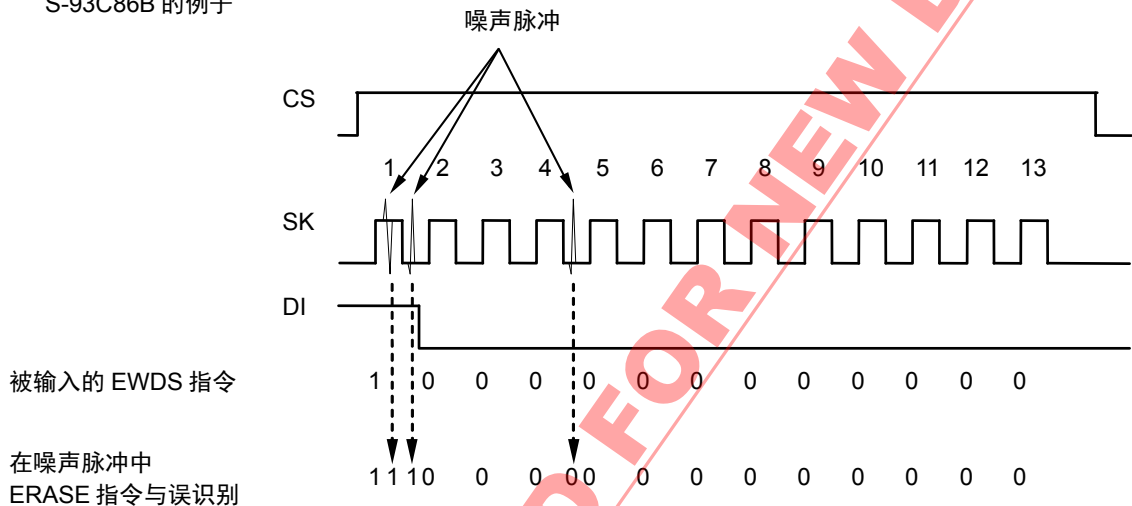 S-93C86B 的例子
噪声脉冲
CS
1 2 3 4 5 6 7 8 9 10 11 12 13
SK
DI
被输入的 EWDS 指令 1 0 0 0 0 0 0 0 0 0 0 0 0
在噪声脉冲中
ERASE 指令与误识别
1 1 1 0 0 0 0 0 0 0 0 0 0 0 0 0
D FOR NEW D